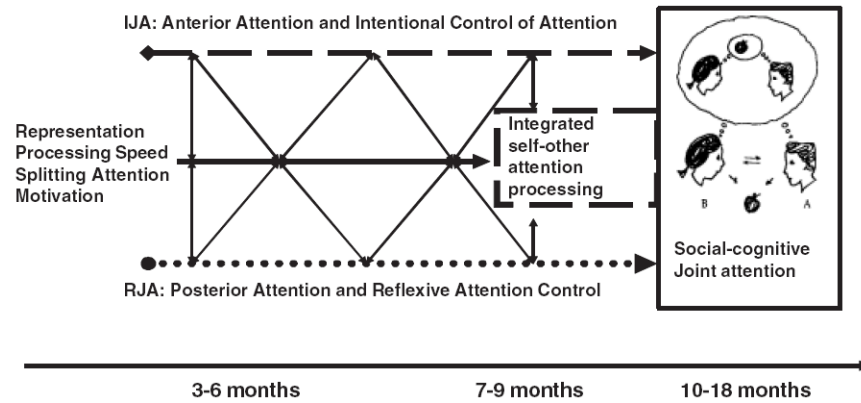 IJA: Anterior Attention and Intentional Control of Attention
Representation
Processing Speed
Splitting Attention
Motivation
Integrated
self-other
attention
processing
B
A
Social-cognitive
Joint attention
RJA: Posterior Attention and Reflexive Attention Control
3-6 months
7-9 months
10-18 months